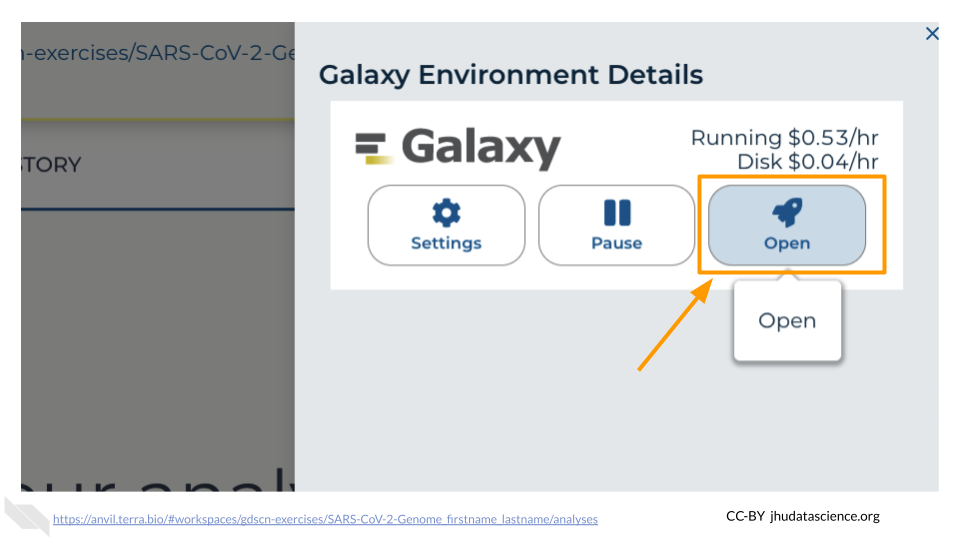 n-exercises/SARS-CoV-2-Ge
Galaxy Environment Details
Galaxy
Running $0.53/hr
Disk $0.04/hr
STORY
Settings
Pause
Open
Open
our anal
https://anvil.terra.bio/#workspaces/gdscn-exercises/SARS-CoV-2-Genome_firstname_lastname/analyses
CC-BY jhudatascience.org